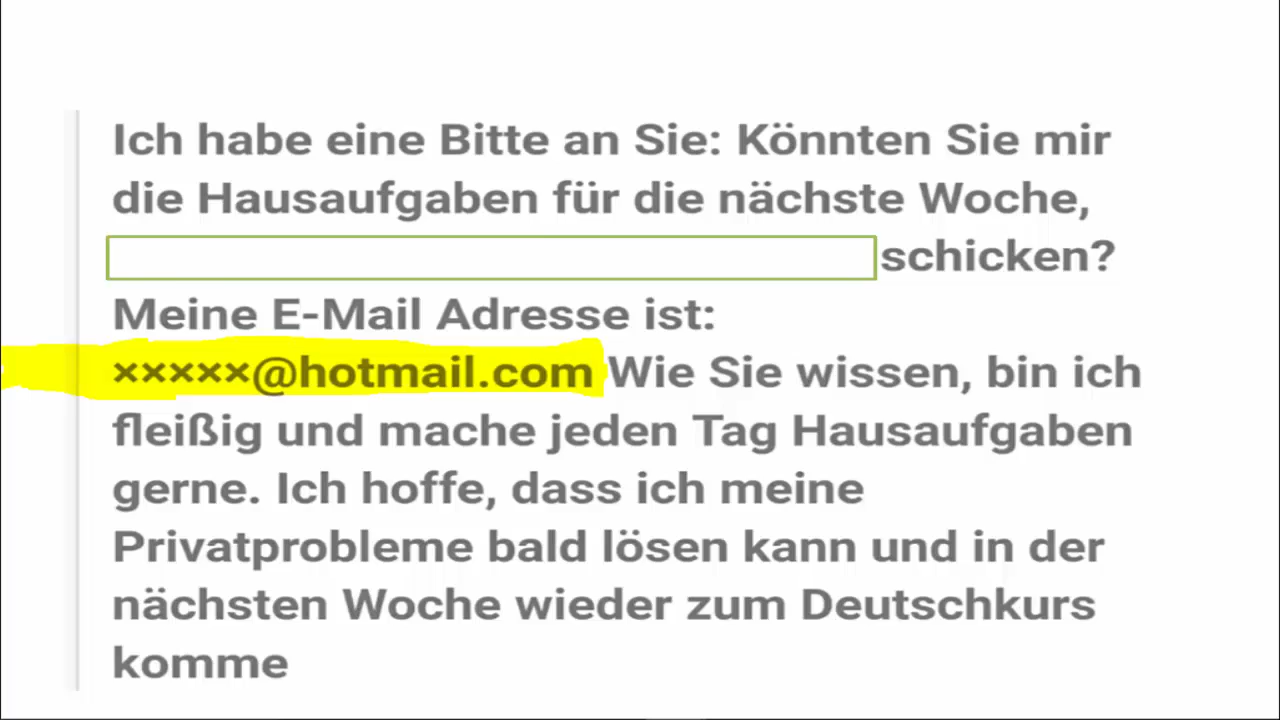 Ich habe eine Bitte an Sie: Könnten Sie mir
die Hausaufgaben für die nächste Woche,
schicken?
Meine E-Mail Adresse ist:
×××××@hotmail.com Wie Sie wissen, bin ich
fleißig und mache jeden Tag Hausaufgaben
gerne. Ich hoffe, dass ich meine
Privatprobleme bald lösen kann und in der
nächsten Woche wieder zum Deutschkurs
komme